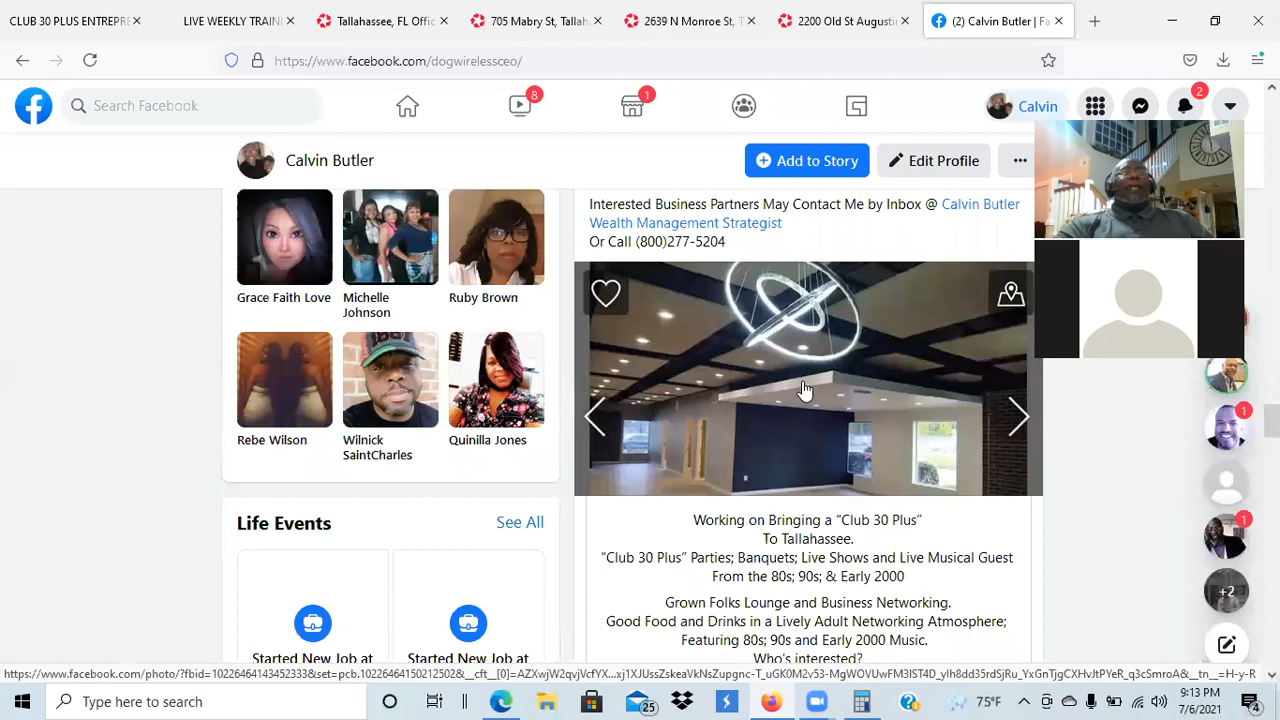 CLUB 30 PLUS ENTREPRE
LIVE WEEKLY TRAINI
Tallahassee, FL Offic
705 Mabry St, Tallah
2639 N Monroe St, T
2200 Old St Augusti
(2) Calvin Butler | Fa
https://www.facebook.com/dogwirelessceo/
Search Facebook
8
1
Calvin
2
Calvin Butler
Add to Story
Edit Profile
Grace Faith Love
Michelle
Johnson
Ruby Brown
Rebe Wilson
Wilnick
SaintCharles
Quinilla Jones
Life Events
See All
Started New Job at
Started New Job at
Interested Business Partners May Contact Me by Inbox @ Calvin Butler
Wealth Management Strategist
Or Call (800)277-5204
Working on Bringing a “Club 30 Plus”
To Tallahassee.
“Club 30 Plus” Parties; Banquets; Live Shows and Live Musical Guest
From the 80s; 90s; & Early 2000
Grown Folks Lounge and Business Networking.
Good Food and Drinks in a Lively Adult Networking Atmosphere;
Featuring 80s; 90s and Early 2000 Music.
Who's interested?
1
1
+2
Type here to search
25
75°F
9:13 PM
7/6/2021
4